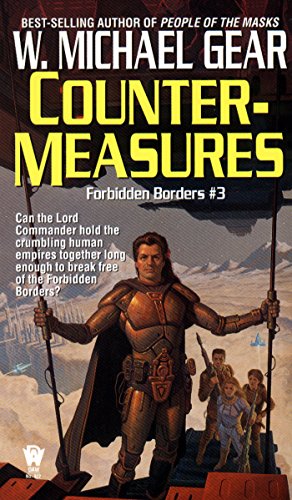 BEST-SELLING AUTHOR OF PEOPLE OF THE MASKS
W. MICHAEL GEAR
COUNTER-
MEASURES
Forbidden Borders #3
Can the Lord
Commander hold the
crumbling human
empires together long
enough to break free
of the Forbidden
Borders?
DAW